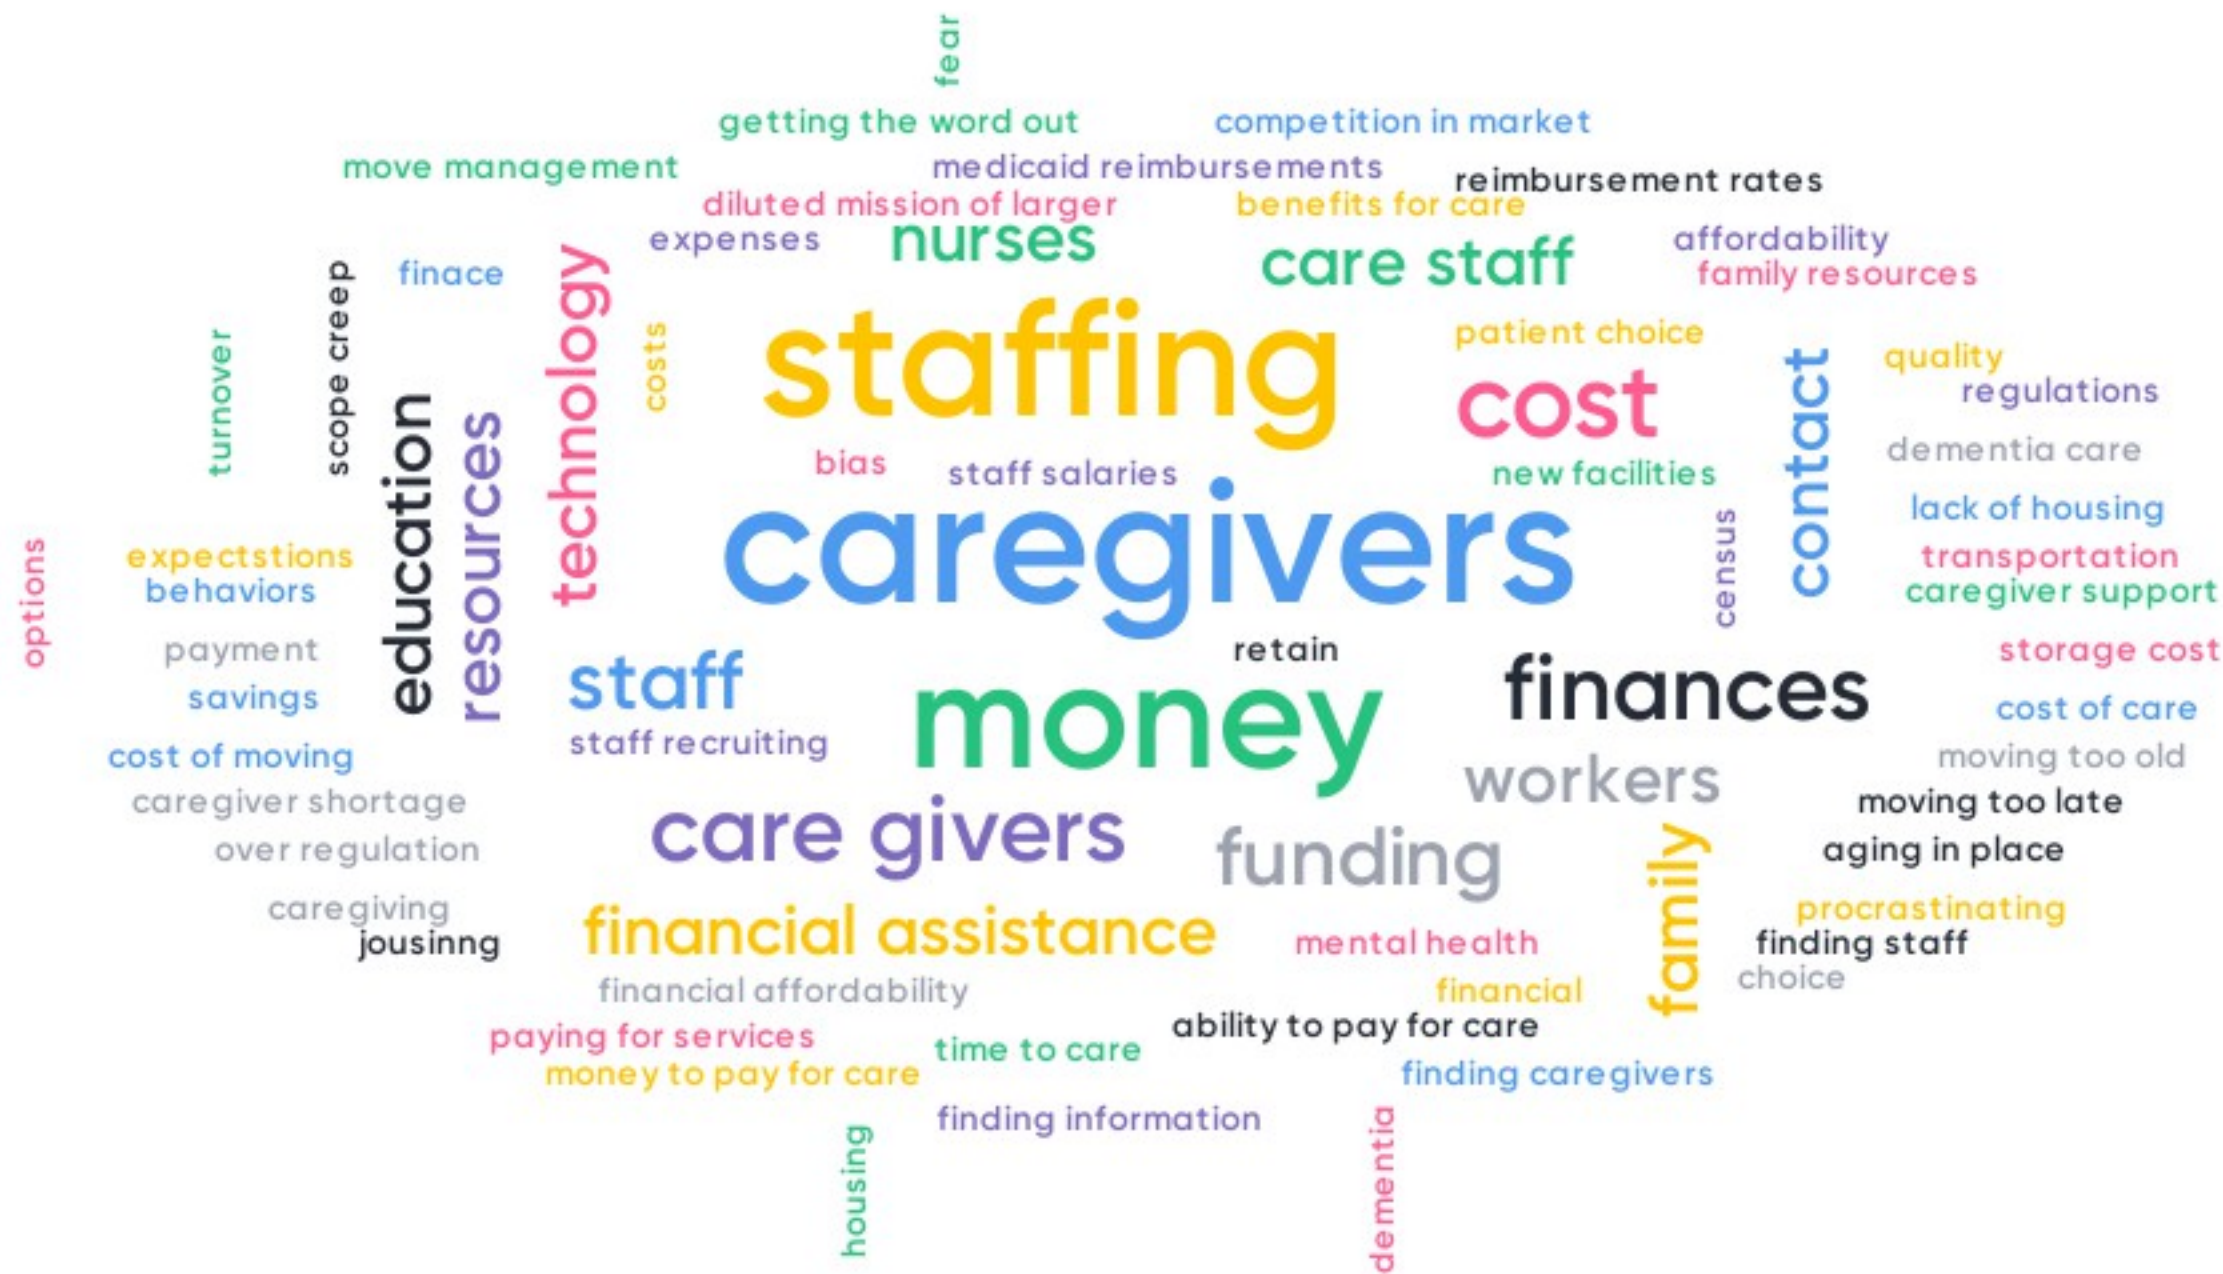 fear
getting the word out
competition in market
move management
medicaid reimbursements
reimbursement rates
diluted mission of larger
benefits for care
expenses
nurses
care staff
affordability
family resources
finace
scope creep
technology
turnover
costs
staffing
patient choice
cost
contact
quality
regulations
education
resources
bias
staff salaries
new facilities
dementia care
caregivers
census
lack of housing
options
expectstions
behaviors
transportation
caregiver support
payment
staff
retain
finances
storage cost
savings
money
cost of care
staff recruiting
cost of moving
workers
moving too old
caregiver shortage
care givers
moving too late
over regulation
funding
family
aging in place
caregiving
jousinng
financial assistance
mental health
procrastinating
finding staff
choice
financial affordability
financial
paying for services
time to care
ability to pay for care
money to pay for care
finding caregivers
finding information
housing
dementia